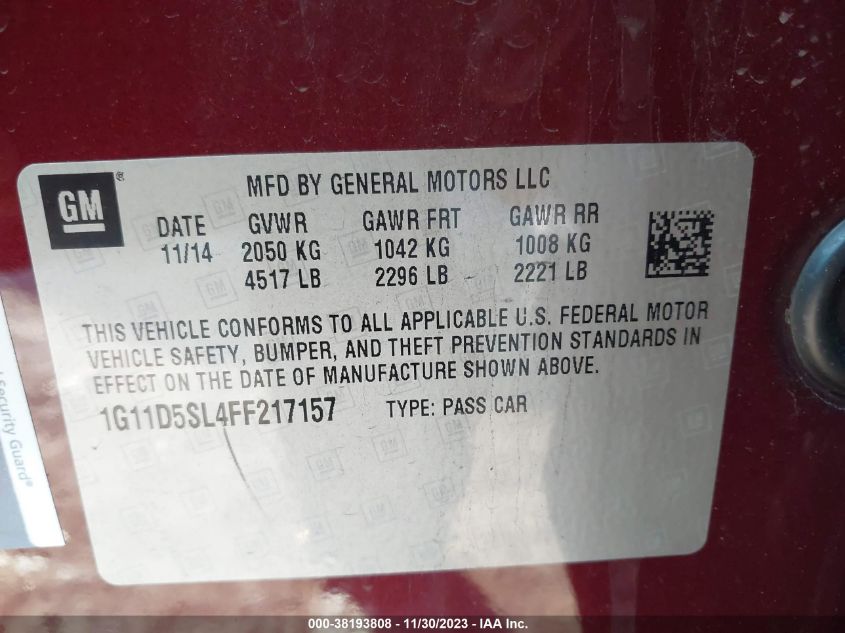 GM
MFD BY GENERAL MOTORS LLC
DATE GVWR GAWR FRT GAWR RR
11/14 2050 KG 1042 KG 1008 KG
4517 LB 2296 LB 2221 LB
THIS VEHICLE CONFORMS TO ALL APPLICABLE U.S. FEDERAL MOTOR
VEHICLE SAFETY, BUMPER, AND THEFT PREVENTION STANDARDS IN
EFFECT ON THE DATE OF MANUFACTURE SHOWN ABOVE.
1G11D5SL4FF217157 TYPE: PASS CAR
Security Guard®
000-38193808 - 11/30/2023 - IAA